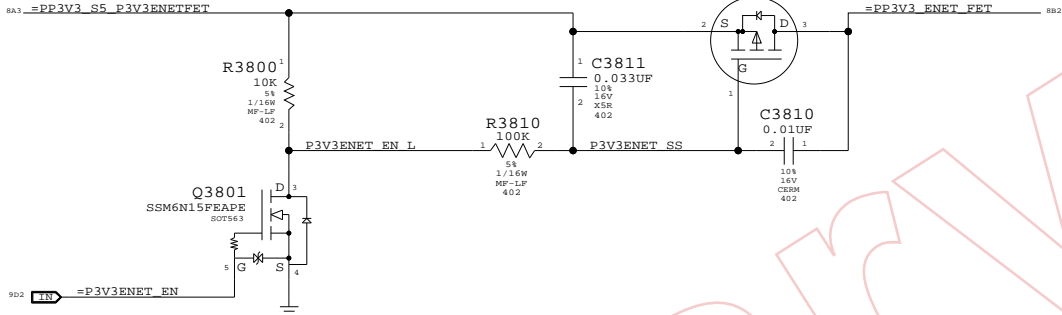 8A3 =PP3V3_S5_P3V3ENETFET
=PP3V3_ENET_FET 8B2
2 S D 3
G
1
R3800
10K
5%
1/16W
MF-LF
402
1
2
C3811
0.033UF
10%
16V
X5R
402
1
2
C3810
0.01UF
2 1
10%
16V
CERM
402
R3810
100K
1 2
5%
1/16W
MF-LF
402
P3V3ENET_EN_L
P3V3ENET_SS
Q3801
SSM6N15FEAPE
SOT563
D 3
5 G S 4
9D2 IN =P3V3ENET_EN